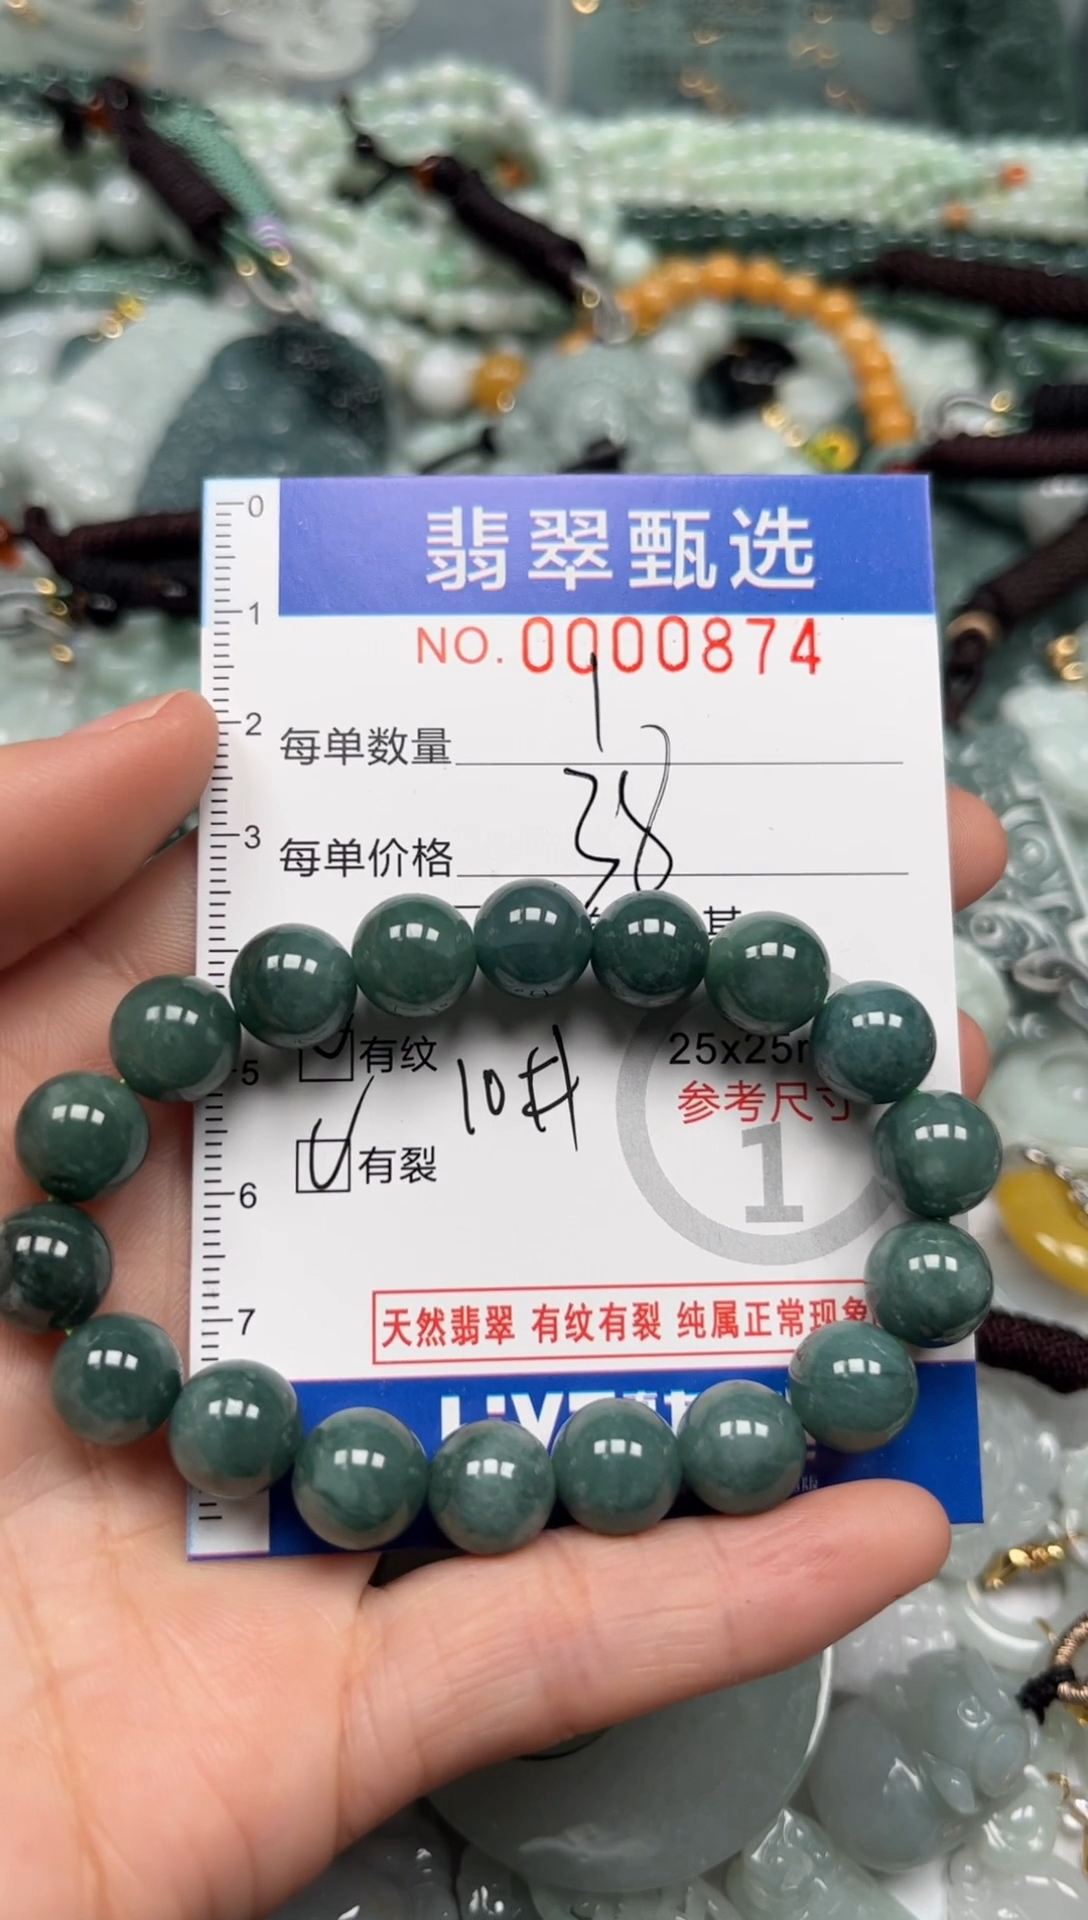 0
翡翠甄选
1
NO.0000874
2
每单数量 1
3
每单价格 38
其
5
有纹
10#
25x25
参考尺寸
1
有裂
6
天然翡翠 有纹有裂 纯属正常现象
7